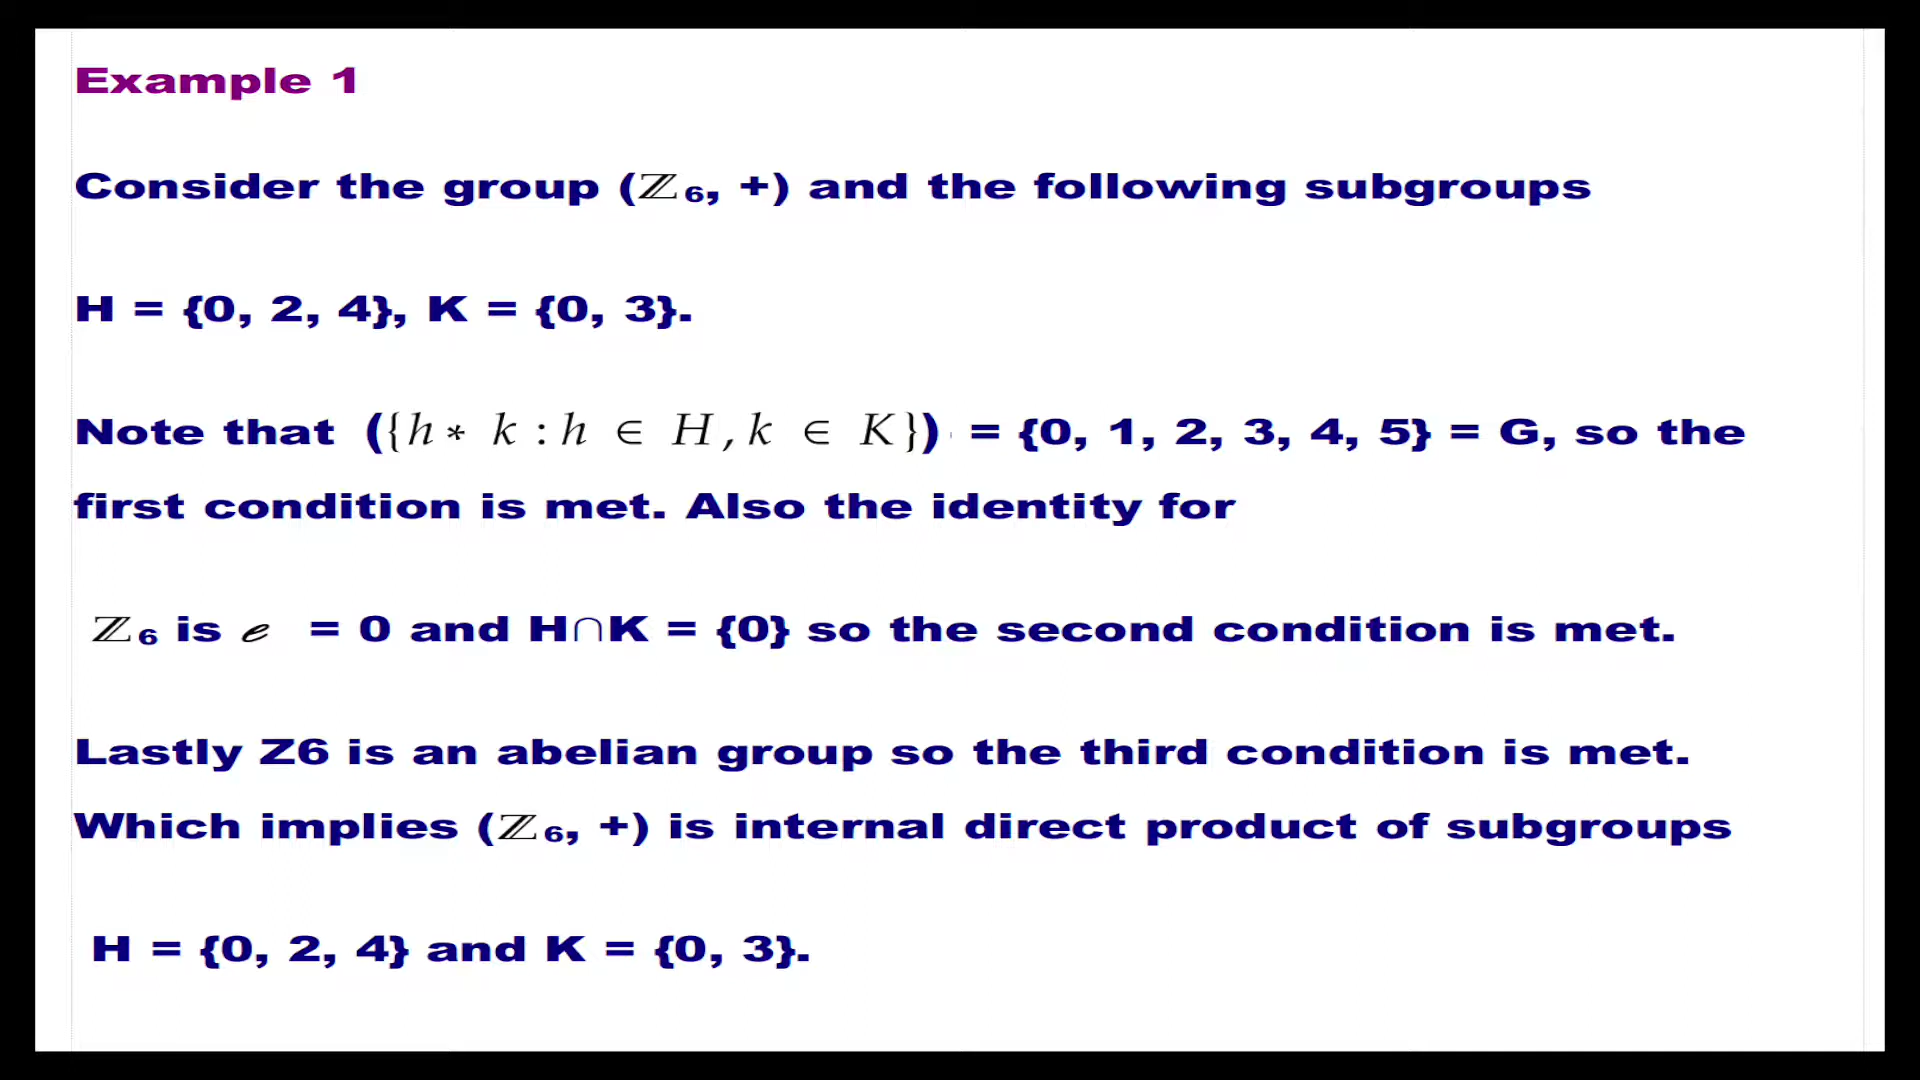 Example 1
Consider the group (ℤ₆, +) and the following subgroups
H = {0, 2, 4}, K = {0, 3}.
Note that ({h∗ k : h ∈ H , k ∈ K}) = {0, 1, 2, 3, 4, 5} = G, so the
first condition is met. Also the identity for
ℤ₆ is ℯ = 0 and H∩K = {0} so the second condition is met.
Lastly Z6 is an abelian group so the third condition is met.
Which implies (ℤ₆, +) is internal direct product of subgroups
H = {0, 2, 4} and K = {0, 3}.